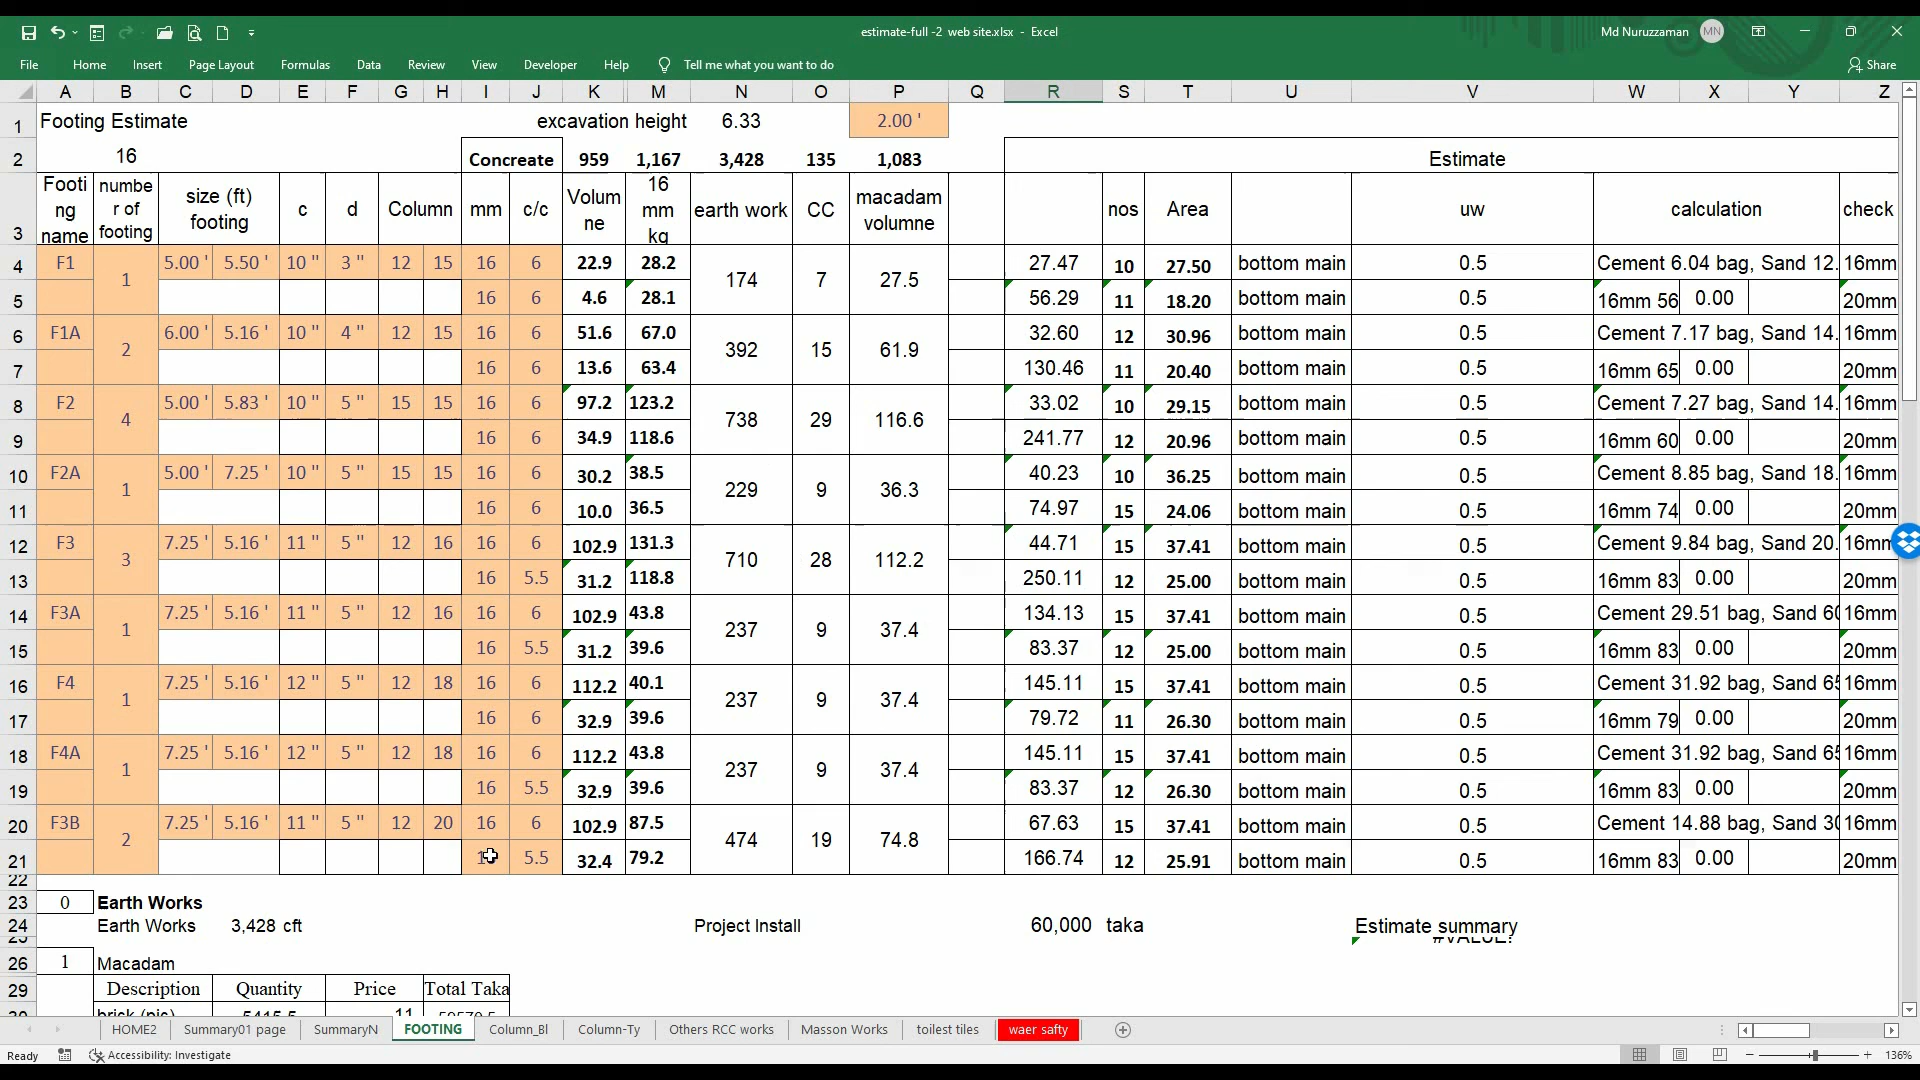 estimate-full -2 web site.xlsx - Excel
Md Nuruzzaman MN
File Home Insert Page Layout Formulas Data Review View Developer Help Tell me what you want to do Share
A B C D E F G H I J K M N O P Q R S T U V W X Y Z
1 Footing Estimate excavation height 6.33 2.00 '
2 16 Concreate 959 1,167 3,428 135 1,083 Estimate
3 Footing name number of footing size (ft) footing c d Column mm c/c Volumne 16 mm kg earth work CC macadam volumne nos Area uw calculation check
4 F1 1 5.00 ' 5.50 ' 10 " 3 " 12 15 16 6 22.9 28.2 174 7 27.5 27.47 10 27.50 bottom main 0.5 Cement 6.04 bag, Sand 12. 16mm
5 16 6 4.6 28.1 56.29 11 18.20 bottom main 0.5 16mm 56 0.00 20mm
6 F1A 2 6.00 ' 5.16 ' 10 " 4 " 12 15 16 6 51.6 67.0 392 15 61.9 32.60 12 30.96 bottom main 0.5 Cement 7.17 bag, Sand 14. 16mm
7 16 6 13.6 63.4 130.46 11 20.40 bottom main 0.5 16mm 65 0.00 20mm
8 F2 4 5.00 ' 5.83 ' 10 " 5 " 15 15 16 6 97.2 123.2 738 29 116.6 33.02 10 29.15 bottom main 0.5 Cement 7.27 bag, Sand 14. 16mm
9 16 6 34.9 118.6 241.77 12 20.96 bottom main 0.5 16mm 60 0.00 20mm
10 F2A 1 5.00 ' 7.25 ' 10 " 5 " 15 15 16 6 30.2 38.5 229 9 36.3 40.23 10 36.25 bottom main 0.5 Cement 8.85 bag, Sand 18. 16mm
11 16 6 10.0 36.5 74.97 15 24.06 bottom main 0.5 16mm 74 0.00 20mm
12 F3 3 7.25 ' 5.16 ' 11 " 5 " 12 16 16 6 102.9 131.3 710 28 112.2 44.71 15 37.41 bottom main 0.5 Cement 9.84 bag, Sand 20. 16mm
13 16 5.5 31.2 118.8 250.11 12 25.00 bottom main 0.5 16mm 83 0.00 20mm
14 F3A 1 7.25 ' 5.16 ' 11 " 5 " 12 16 16 6 102.9 43.8 237 9 37.4 134.13 15 37.41 bottom main 0.5 Cement 29.51 bag, Sand 60 16mm
15 16 5.5 31.2 39.6 83.37 12 25.00 bottom main 0.5 16mm 83 0.00 20mm
16 F4 1 7.25 ' 5.16 ' 12 " 5 " 12 18 16 6 112.2 40.1 237 9 37.4 145.11 15 37.41 bottom main 0.5 Cement 31.92 bag, Sand 65 16mm
17 16 6 32.9 39.6 79.72 11 26.30 bottom main 0.5 16mm 79 0.00 20mm
18 F4A 1 7.25 ' 5.16 ' 12 " 5 " 12 18 16 6 112.2 43.8 237 9 37.4 145.11 15 37.41 bottom main 0.5 Cement 31.92 bag, Sand 65 16mm
19 16 5.5 32.9 39.6 83.37 12 26.30 bottom main 0.5 16mm 83 0.00 20mm
20 F3B 2 7.25 ' 5.16 ' 11 " 5 " 12 20 16 6 102.9 87.5 474 19 74.8 67.63 15 37.41 bottom main 0.5 Cement 14.88 bag, Sand 30 16mm
21 5.5 32.4 79.2 166.74 12 25.91 bottom main 0.5 16mm 83 0.00 20mm
22
23 0 Earth Works
24 Earth Works 3,428 cft Project Install 60,000 taka Estimate summary
#VALUE!
26 1 Macadam
29 Description Quantity Price Total Taka
brick (pic) 5415.5 11
HOME2 Summary01 page SummaryN FOOTING Column_Bl Column-Ty Others RCC works Masson Works toilest tiles waer safty
Ready Accessibility: Investigate 136%